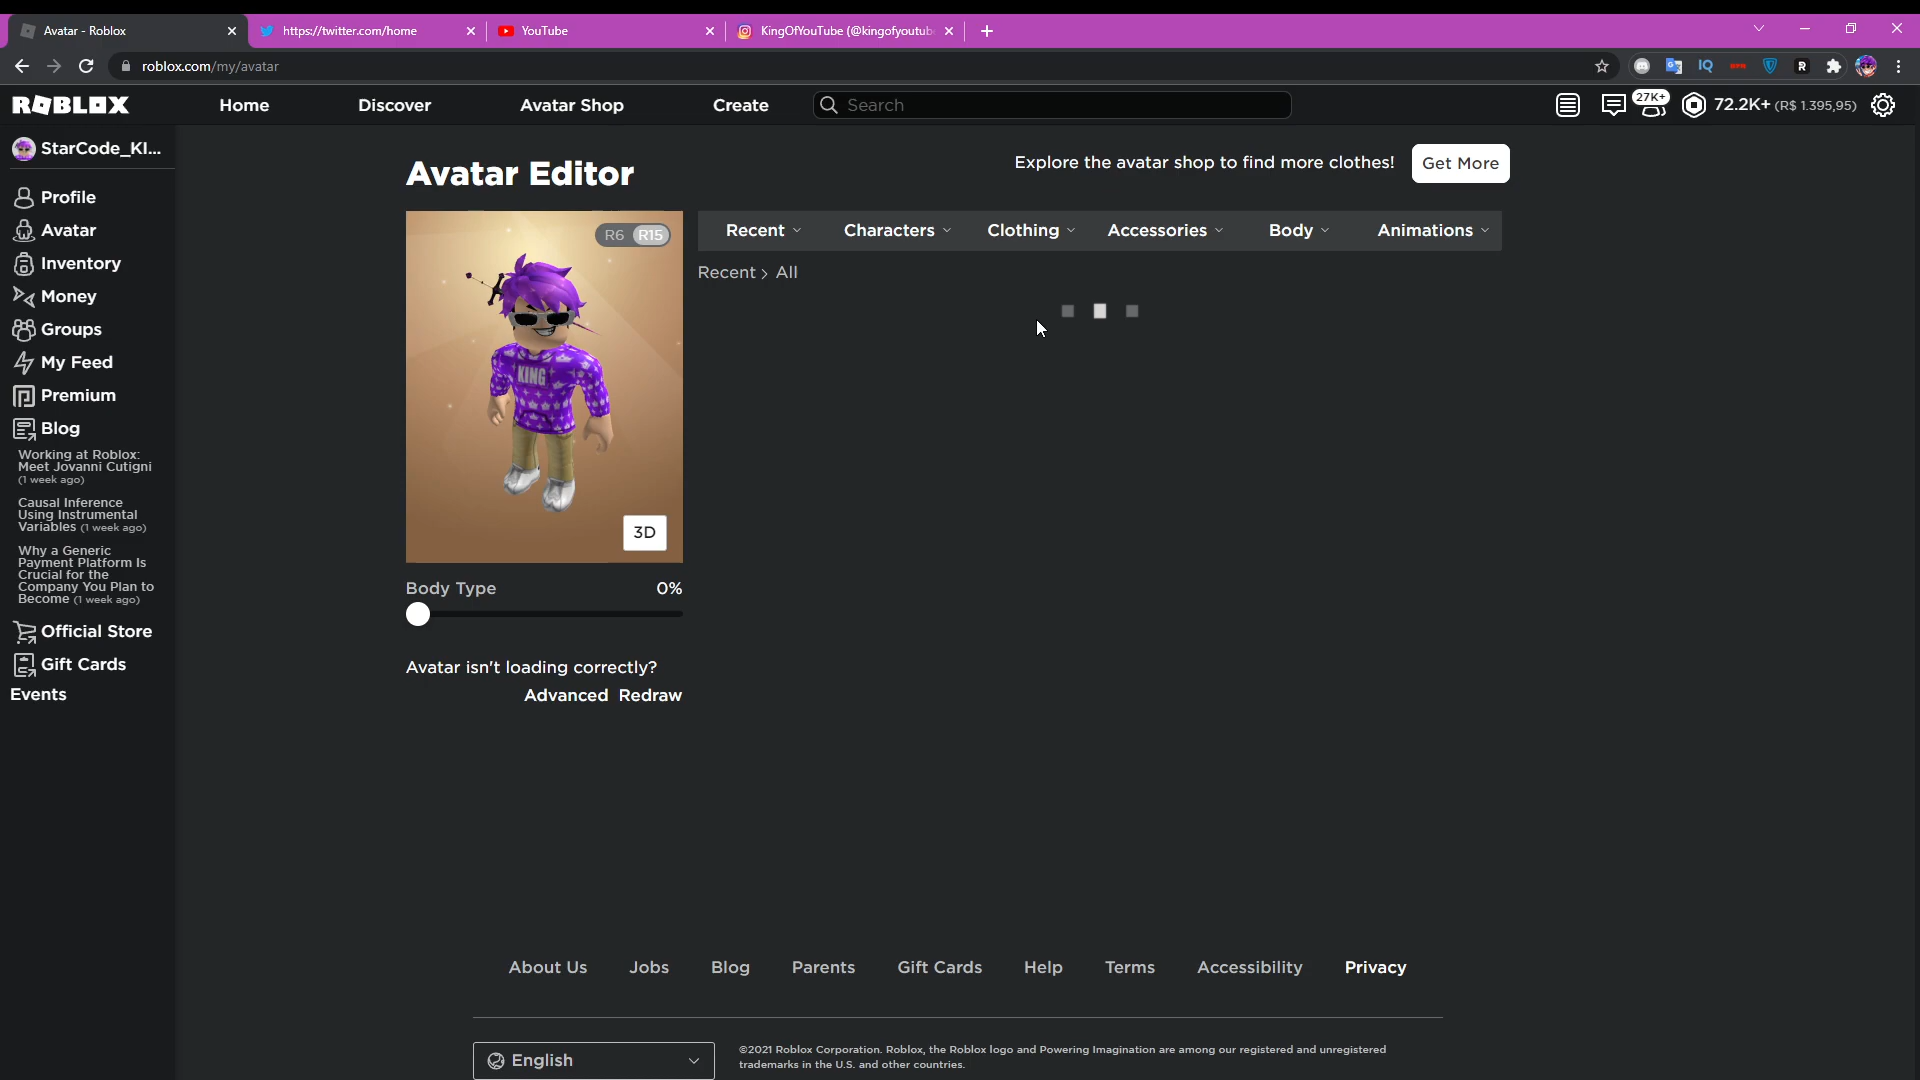 Avatar - Roblox
https://twitter.com/home
YouTube
KingOfYouTube (@kingofyoutub
roblox.com/my/avatar
ROBLOX
Home
Discover
Avatar Shop
Create
Search
27K+
72.2K+ (R$ 1.395,95)
StarCode_KI...
Profile
Avatar
Inventory
Money
Groups
My Feed
Premium
Blog
Working at Roblox:
Meet Jovanni Cutigni
(1 week ago)
Causal Inference
Using Instrumental
Variables (1 week ago)
Why a Generic
Payment Platform Is
Crucial for the
Company You Plan to
Become (1 week ago)
Official Store
Gift Cards
Events
Avatar Editor
Explore the avatar shop to find more clothes!
Get More
R6 R15
KING
3D
Body Type 0%
Avatar isn't loading correctly?
Advanced Redraw
Recent
Characters
Clothing
Accessories
Body
Animations
Recent > All
About Us
Jobs
Blog
Parents
Gift Cards
Help
Terms
Accessibility
Privacy
English
©2021 Roblox Corporation. Roblox, the Roblox logo and Powering Imagination are among our registered and unregistered
trademarks in the U.S. and other countries.